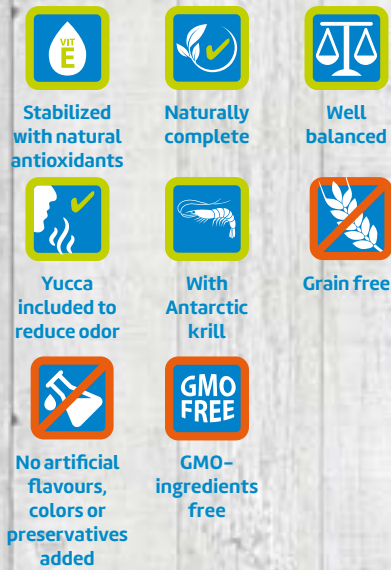 VIT
E
Stabilized
with natural
antioxidants
Naturally
complete
Well
balanced
Yucca
included to
reduce odor
With
Antarctic
krill
Grain free
No artificial
flavours,
colors or
preservatives
added
GMO
FREE
GMO-
ingredients
free